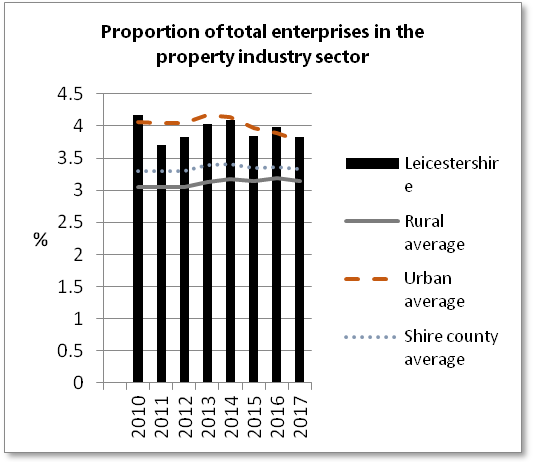 Proportion of total enterprises in the
property industry sector
4.5
4
3.5
3
2.5
2
1.5
1
0.5
0
%
2010
2011
2012
2013
2014
2015
2016
2017
Leicestershir
e
Rural
average
Urban
average
Shire county
average